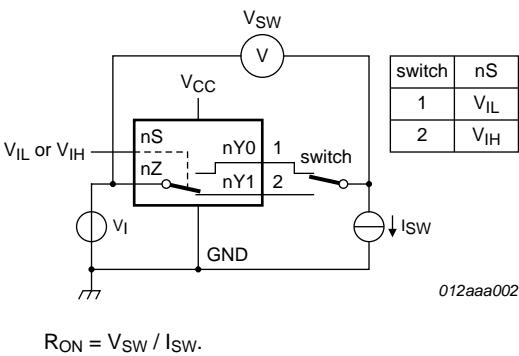 VSW
V
switch nS
1 VIL
2 VIH
VCC
nS
VIL or VIH
nZ
nY0 1
switch
nY1 2
VI
ISW
GND
012aaa002
RON = VSW / ISW.